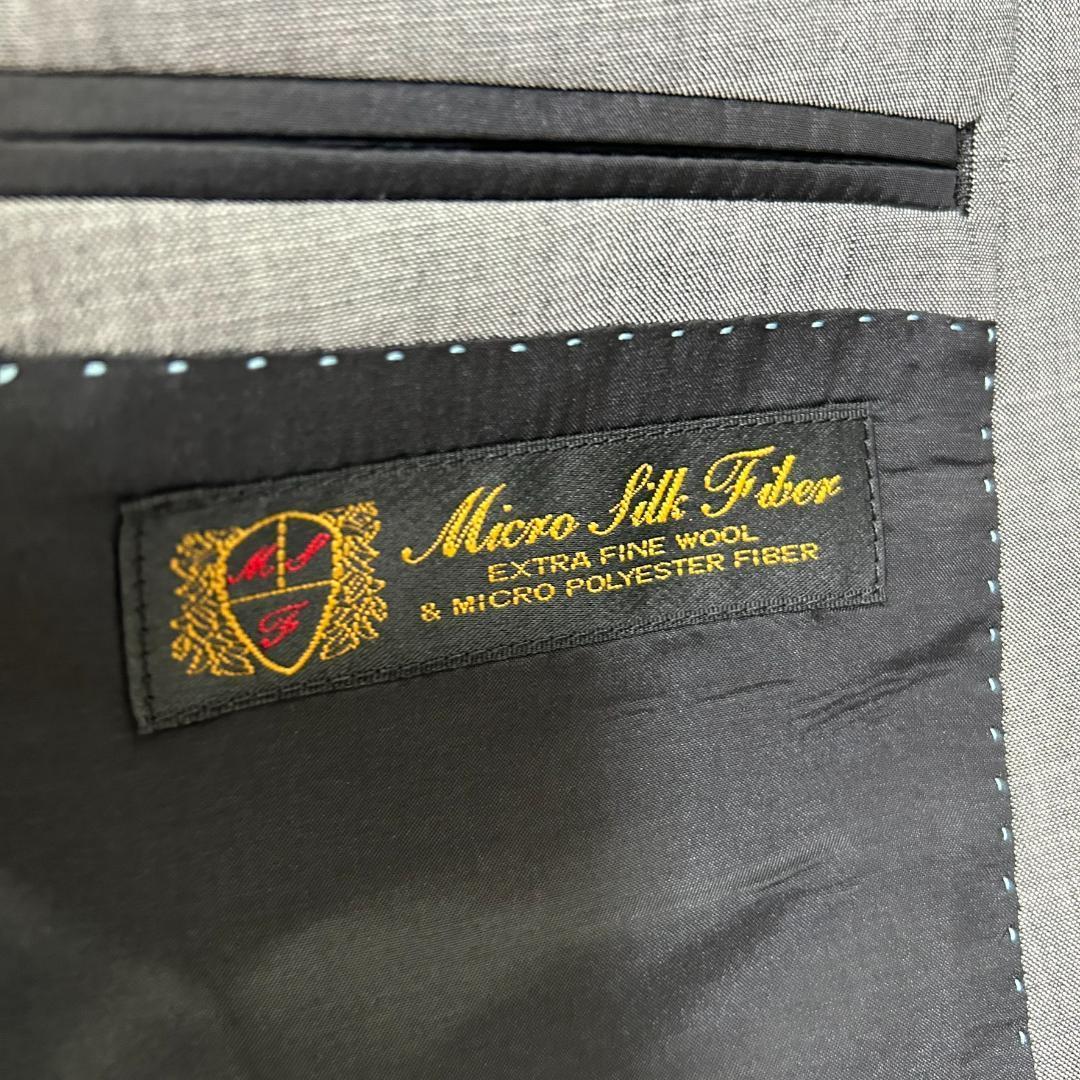 M S
F
Micro Silk Fiber
EXTRA FINE WOOL
& MICRO POLYESTER FIBER